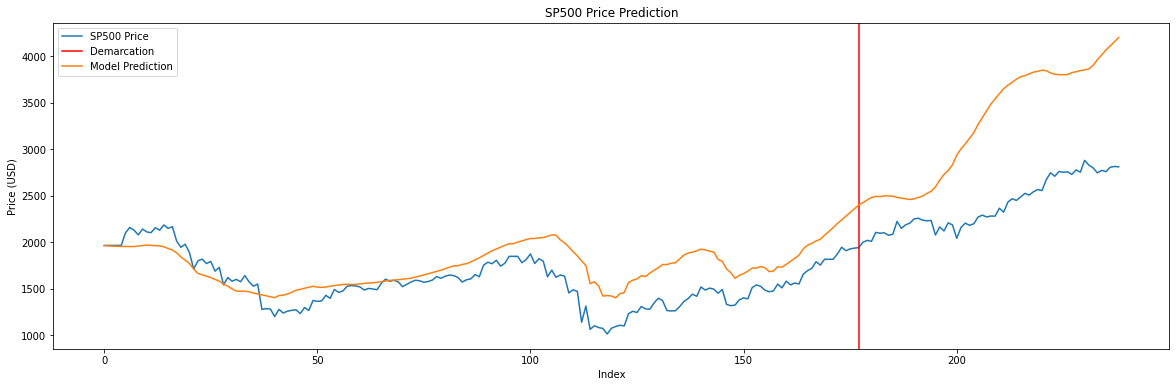 SP500 Price Prediction
SP500 Price
Demarcation
Model Prediction
Price (USD)
4000
3500
3000
2500
2000
1500
1000
0
50
100
150
200
Index